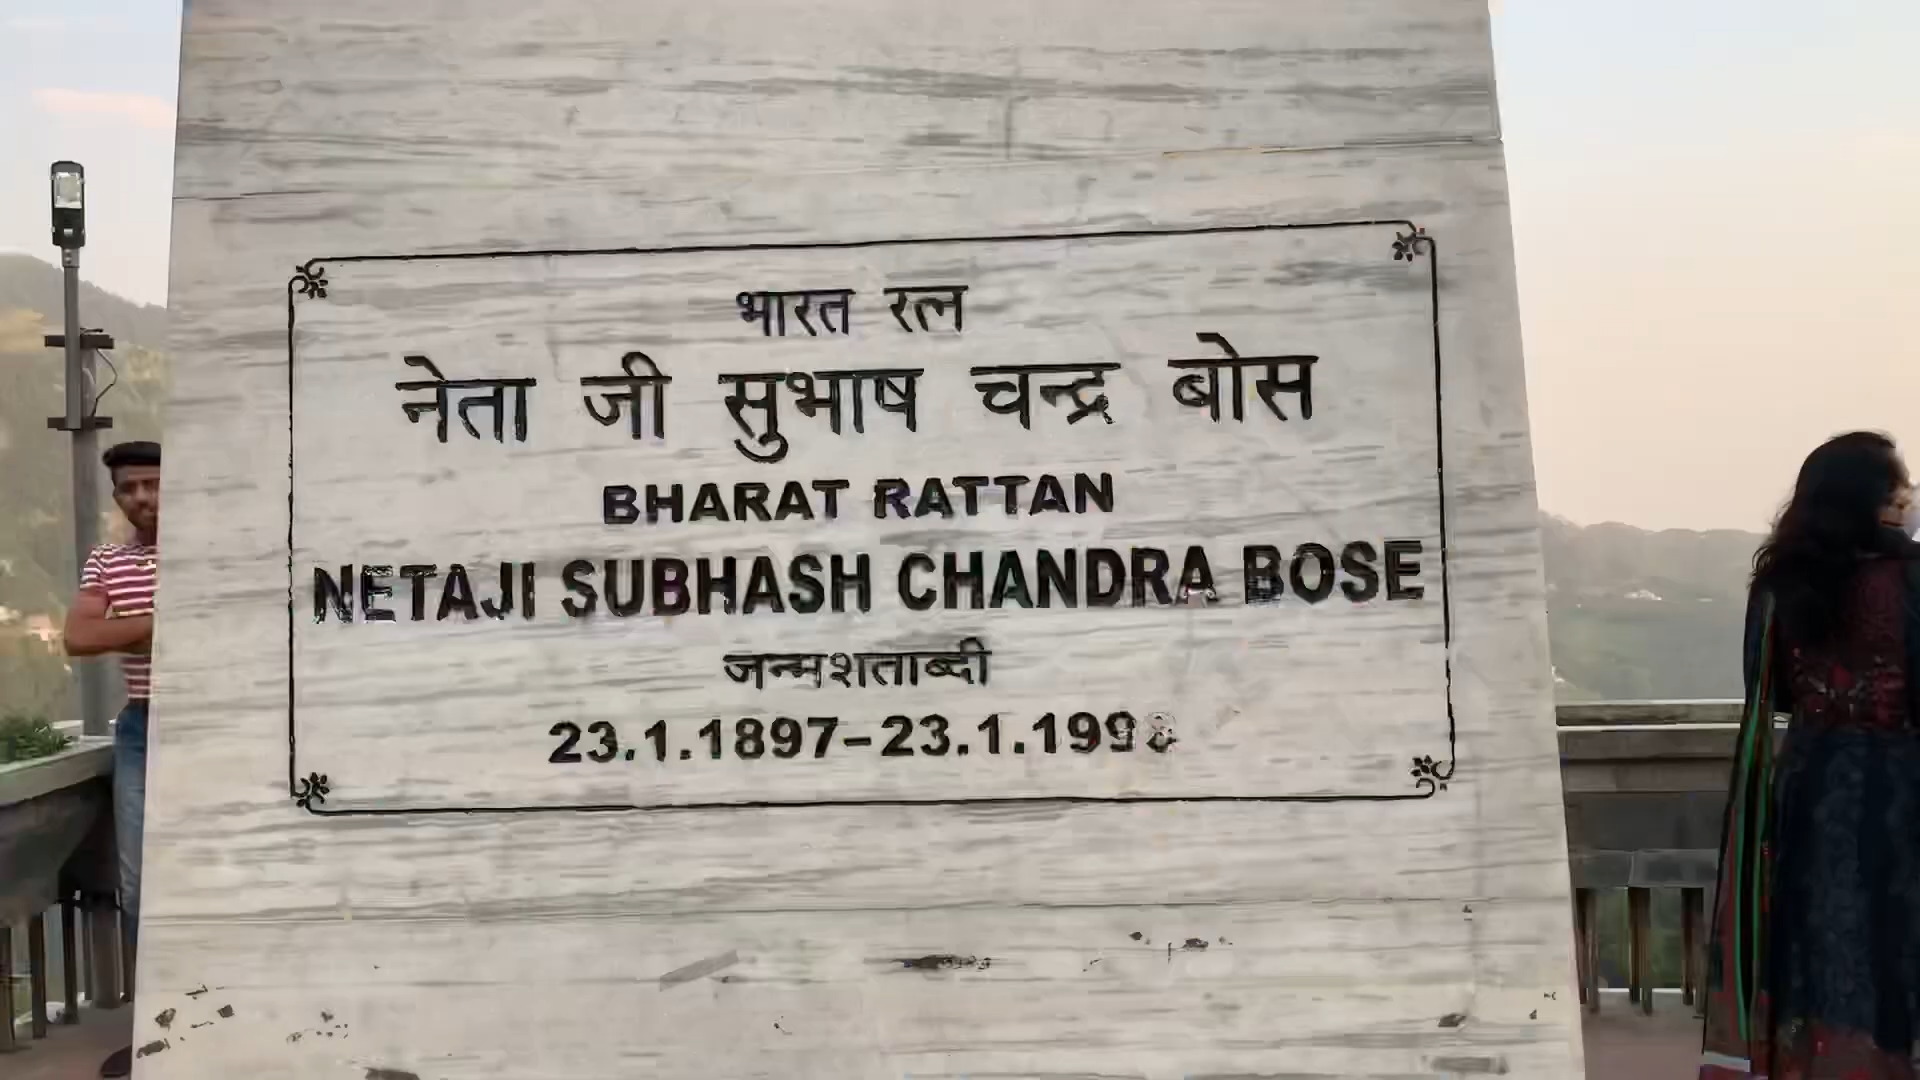 भारत रत्न
नेता जी सुभाष चन्द्र बोस
BHARAT RATTAN
NETAJI SUBHASH CHANDRA BOSE
जन्मशताब्दी
23.1.1897-23.1.1998